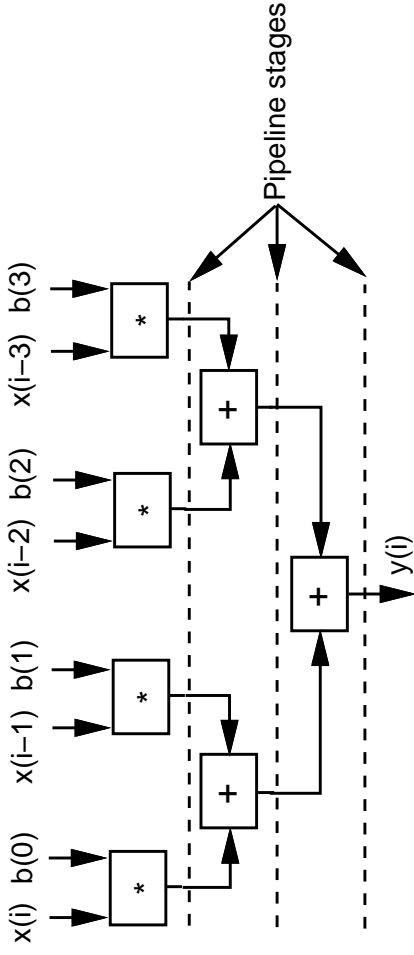 x(i) b(0) x(i−1) b(1) x(i−2) b(2) x(i−3) b(3)
* * * *
Pipeline stages
+ +
+
y(i)